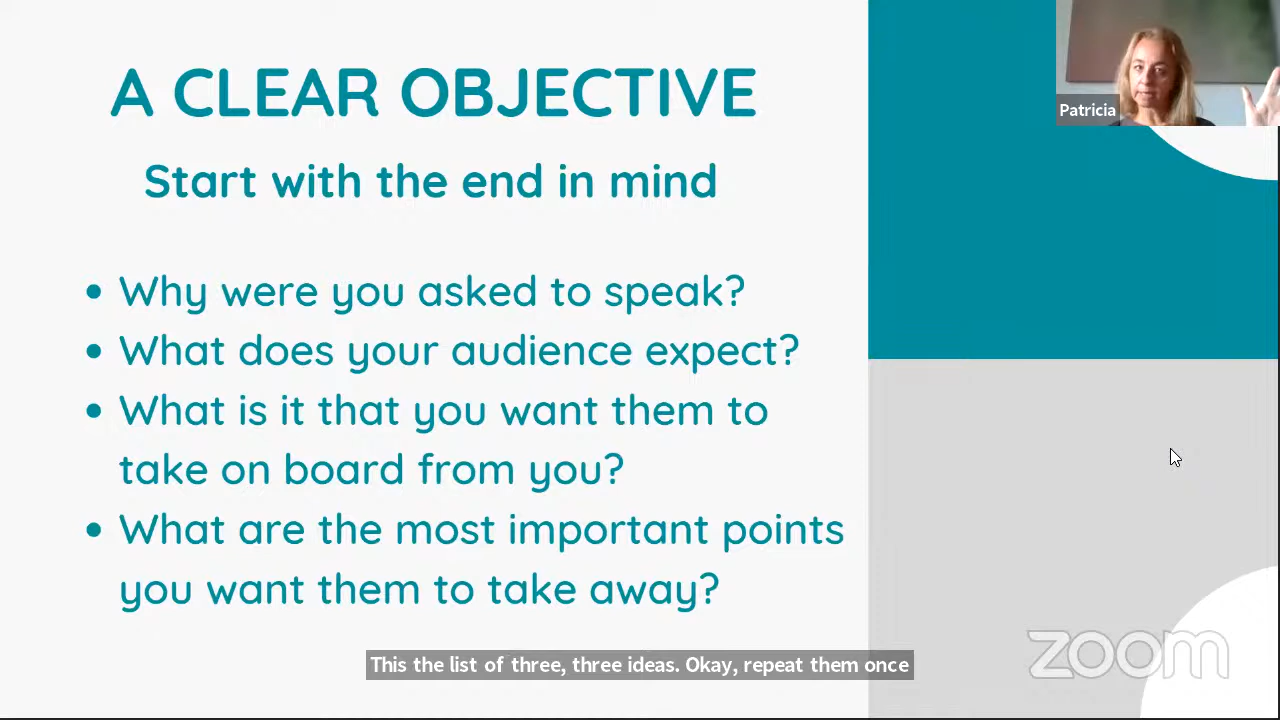 A CLEAR OBJECTIVE
Start with the end in mind
• Why were you asked to speak?
• What does your audience expect?
• What is it that you want them to
take on board from you?
• What are the most important points
you want them to take away?
Patricia
This the list of three, three ideas. Okay, repeat them once
zoom